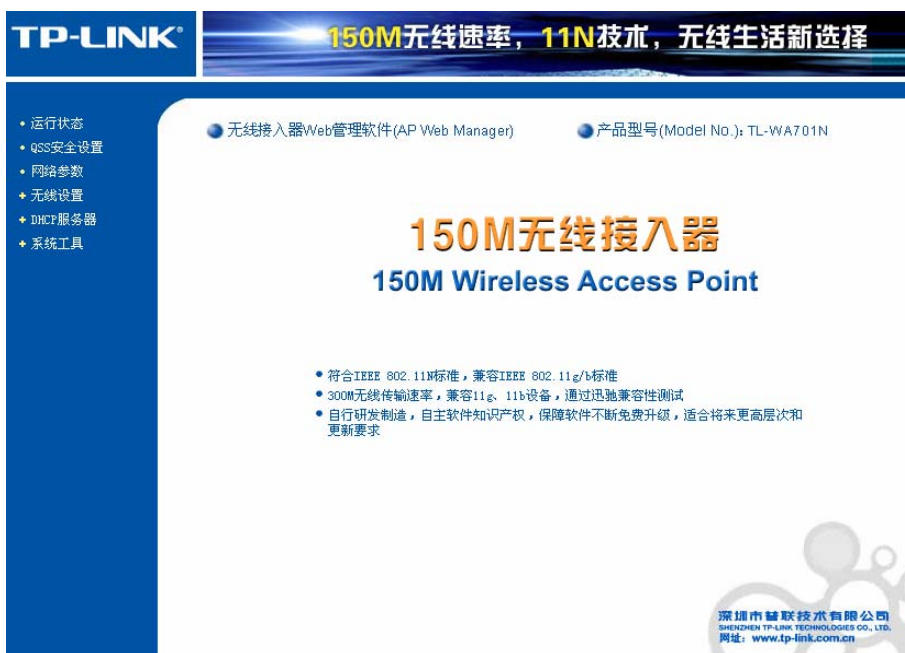 TP-LINK®
150M无线速率，11N技术，无线生活新选择
• 运行状态
• QSS安全设置
• 网络参数
+ 无线设置
+ DHCP服务器
+ 系统工具
无线接入器Web管理软件(AP Web Manager)
产品型号(Model No.): TL-WA701N
150M无线接入器
150M Wireless Access Point
• 符合IEEE 802.11N标准，兼容IEEE 802.11g/b标准
• 300M无线传输速率，兼容11g、11b设备，通过迅驰兼容性测试
• 自行研发制造，自主软件知识产权，保障软件不断免费升级，适合将来更高层次和
更新要求
深圳市普联技术有限公司
SHENZHEN TP-LINK TECHNOLOGIES CO., LTD.
网址：www.tp-link.com.cn